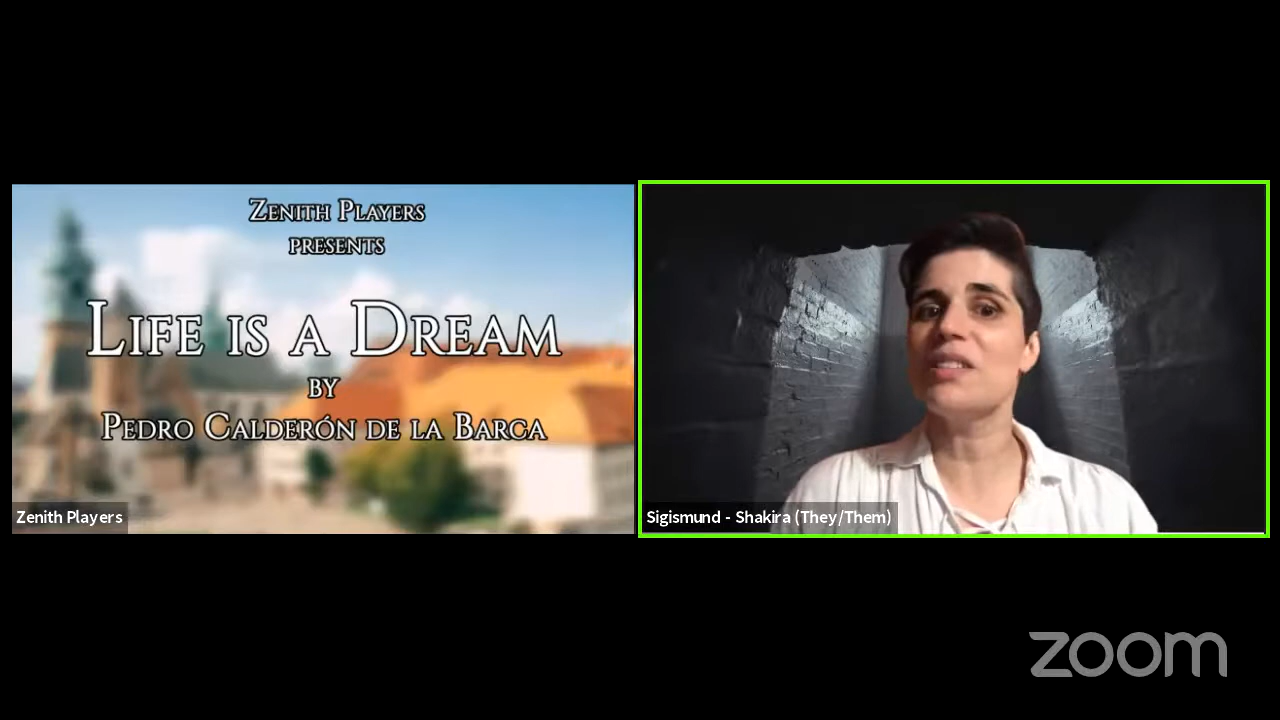 Zenith Players
presents
Life is a Dream
by
Pedro Calderón de la Barca
Zenith Players
Sigismund - Shakira (They/Them)
zoom